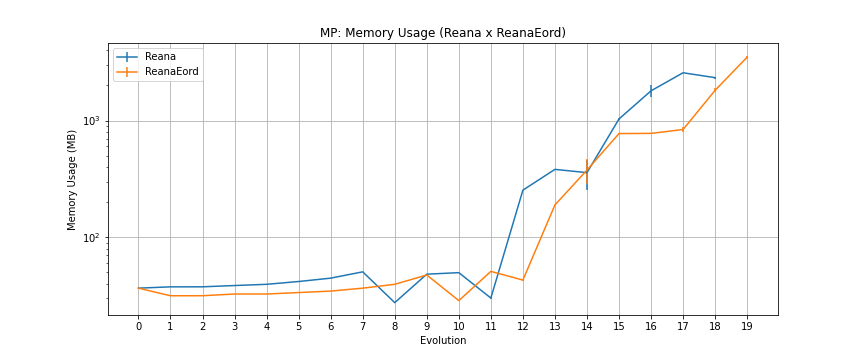 MP: Memory Usage (Reana x ReanaEord)
Reana
ReanaEord
Memory Usage (MB)
10³
10²
0 1 2 3 4 5 6 7 8 9 10 11 12 13 14 15 16 17 18 19
Evolution